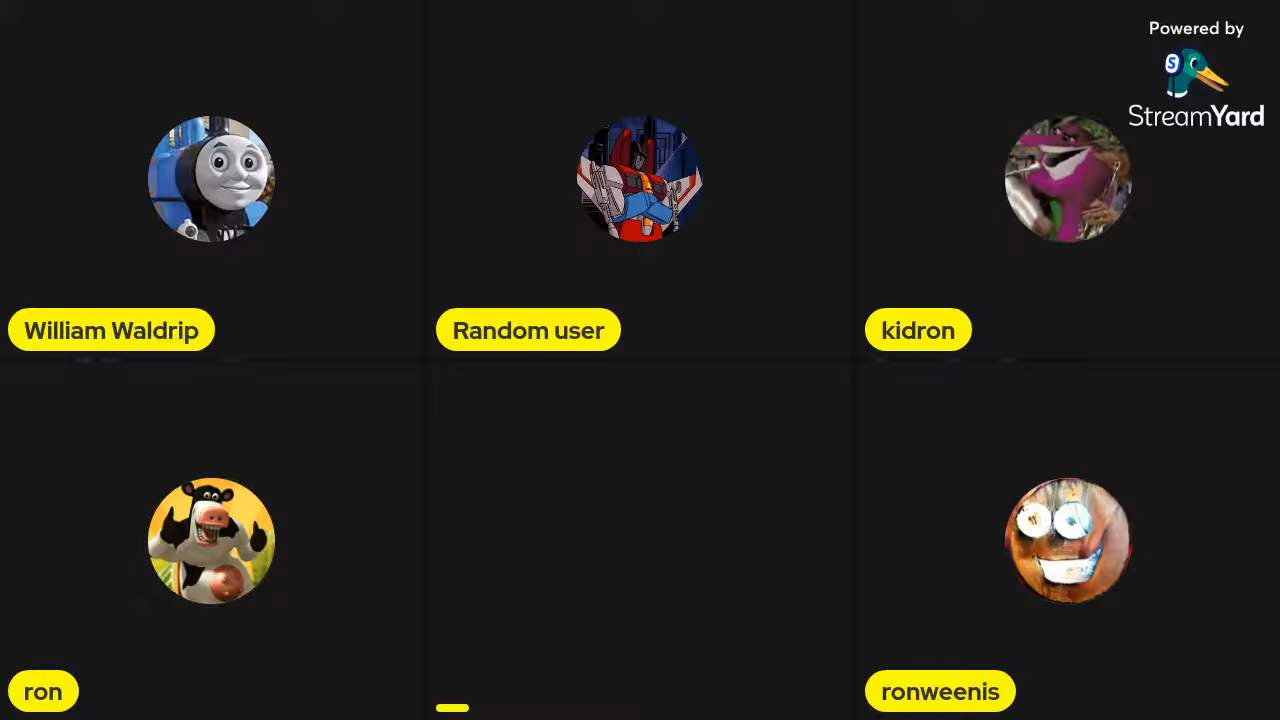 Powered by
StreamYard
William Waldrip
Random user
kidron
ron
ronweenis